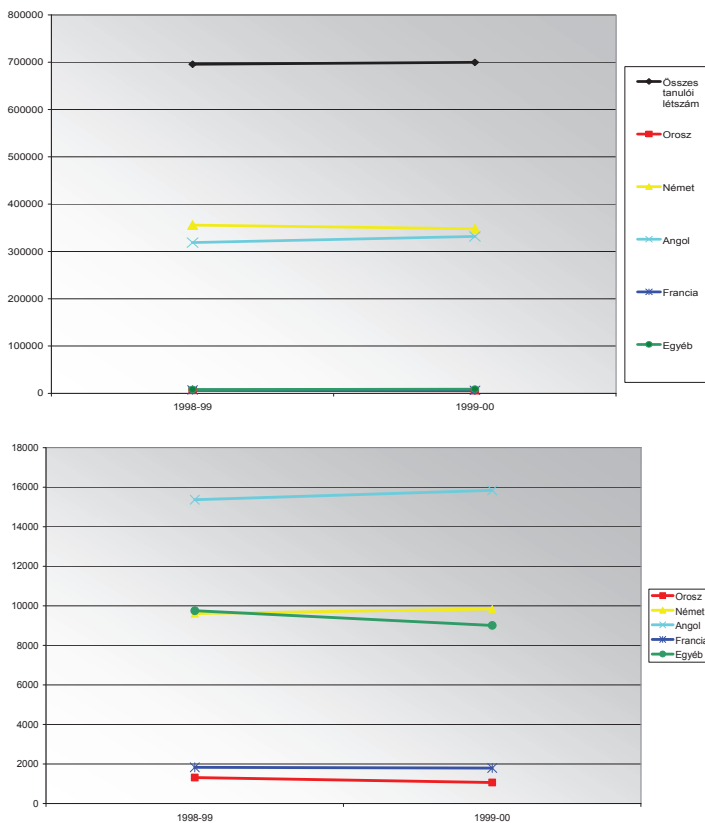 800000
700000
600000
500000
400000
300000
200000
100000
0
1998-99
1999-00
Összes
tanulói
létszám
Orosz
Német
Angol
Francia
Egyéb
18000
16000
14000
12000
10000
8000
6000
4000
2000
0
1998-99
1999-00
Orosz
Német
Angol
Francia
Egyéb